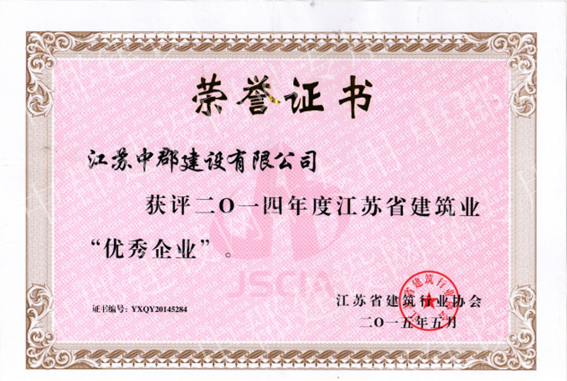 荣誉证书
江苏中郡建设有限公司
获评二O一四年度江苏省建筑业
“优秀企业”。
JSCIA
证书编号：YXQY20145284
江苏省建筑行业协会
二O一五年五月